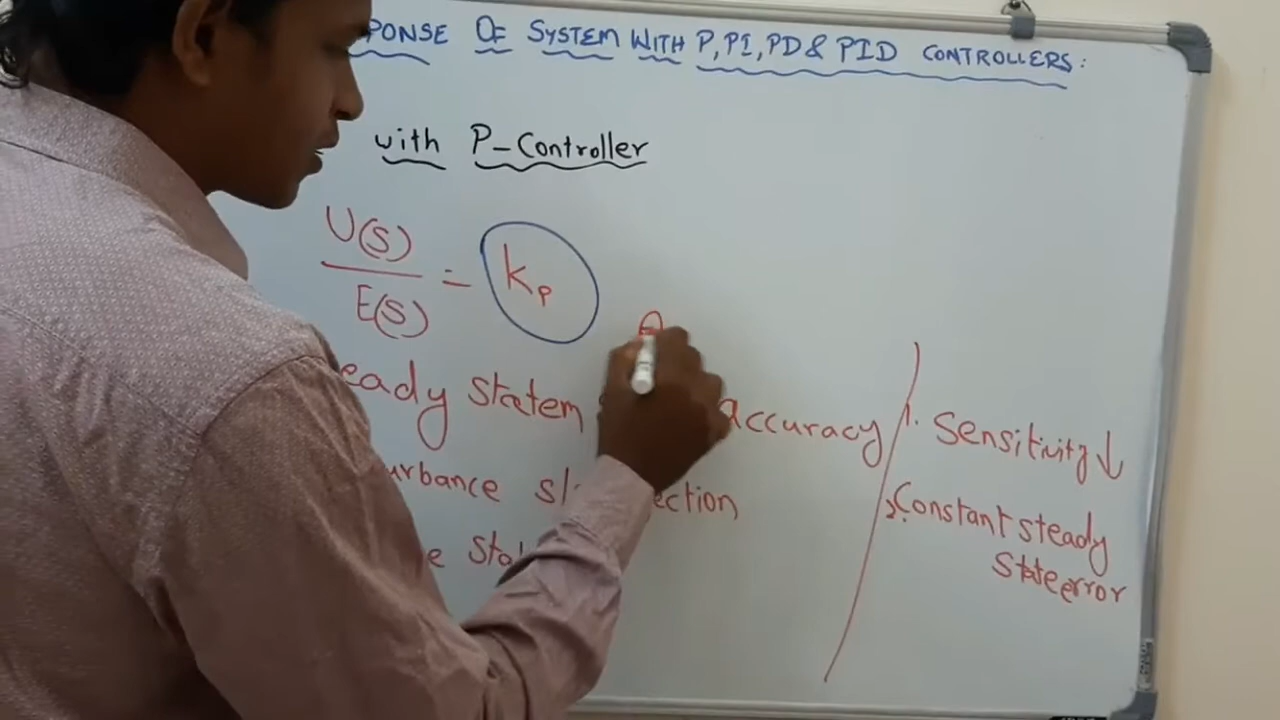 PONSE OF SYSTEM WITH P, PI, PD & PID CONTROLLERS:
with P-Controller
U(S)
E(S)
= Kp
eady statem accuracy
urbance section
1. Sensitivity ↓
2. Constant steady
state error